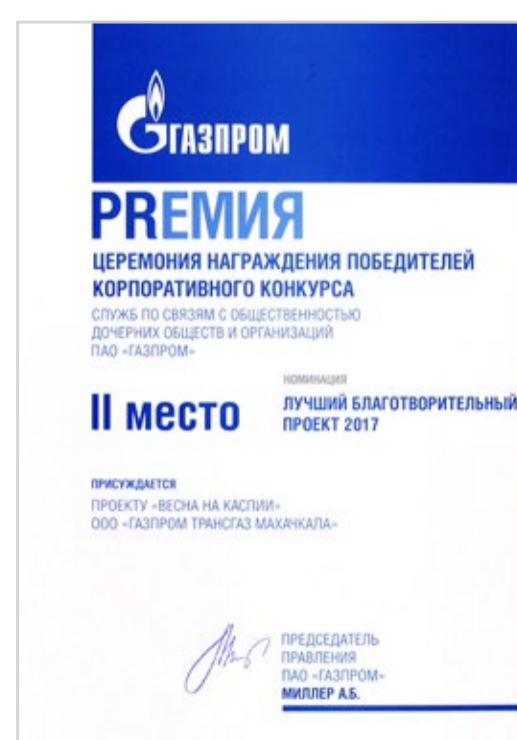 ГАЗПРОМ
PREМИЯ
ЦЕРЕМОНИЯ НАГРАЖДЕНИЯ ПОБЕДИТЕЛЕЙ
КОРПОРАТИВНОГО КОНКУРСА
СЛУЖБ ПО СВЯЗЯМ С ОБЩЕСТВЕННОСТЬЮ
ДОЧЕРНИХ ОБЩЕСТВ И ОРГАНИЗАЦИЙ
ПАО «ГАЗПРОМ»
II место
НОМИНАЦИЯ
ЛУЧШИЙ БЛАГОТВОРИТЕЛЬНЫЙ
ПРОЕКТ 2017
ПРИСУЖДАЕТСЯ
ПРОЕКТУ «ВЕСНА НА КАСПИИ»
ООО «ГАЗПРОМ ТРАНСГАЗ МАХАЧКАЛА»
ПРЕДСЕДАТЕЛЬ
ПРАВЛЕНИЯ
ПАО «ГАЗПРОМ»
МИЛЛЕР А.Б.